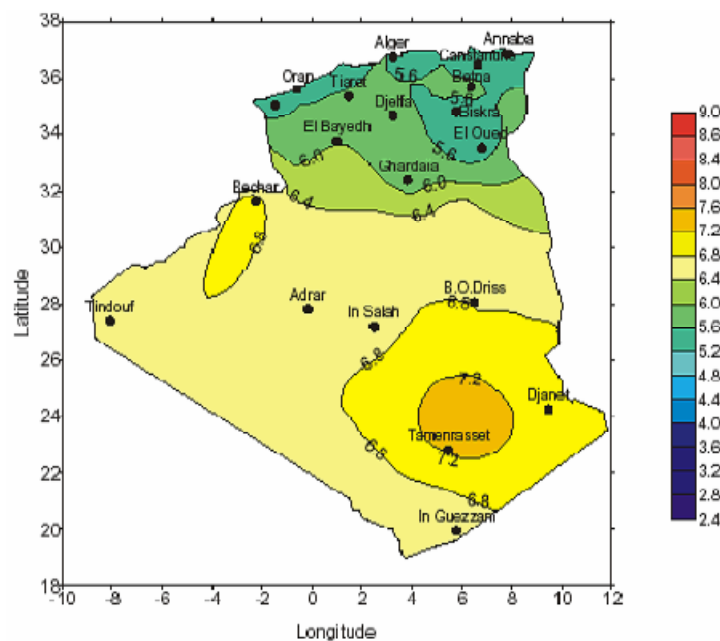 38
36
34
32
30
28
26
24
22
20
18
Latitude
Alger
Annaba
Constantine
Oran
Tiaret
5.6
Batna
Djelfa
5.6
Biskra
El Bayedh
El Oued
6.0
5.6
Ghardaia
6.0
Bechar
6.4
6.4
6.8
Tindouf
Adrar
B.O.Driss
6.8
In Salah
6.8
7.2
Djanet
Tamenrasset
7.2
6.8
6.8
In Guezzam
-10 -8 -6 -4 -2 0 2 4 6 8 10 12
Longitude
9.0
8.6
8.4
8.0
7.6
7.2
6.8
6.4
6.0
5.6
5.2
4.8
4.4
4.0
3.6
3.2
2.8
2.4